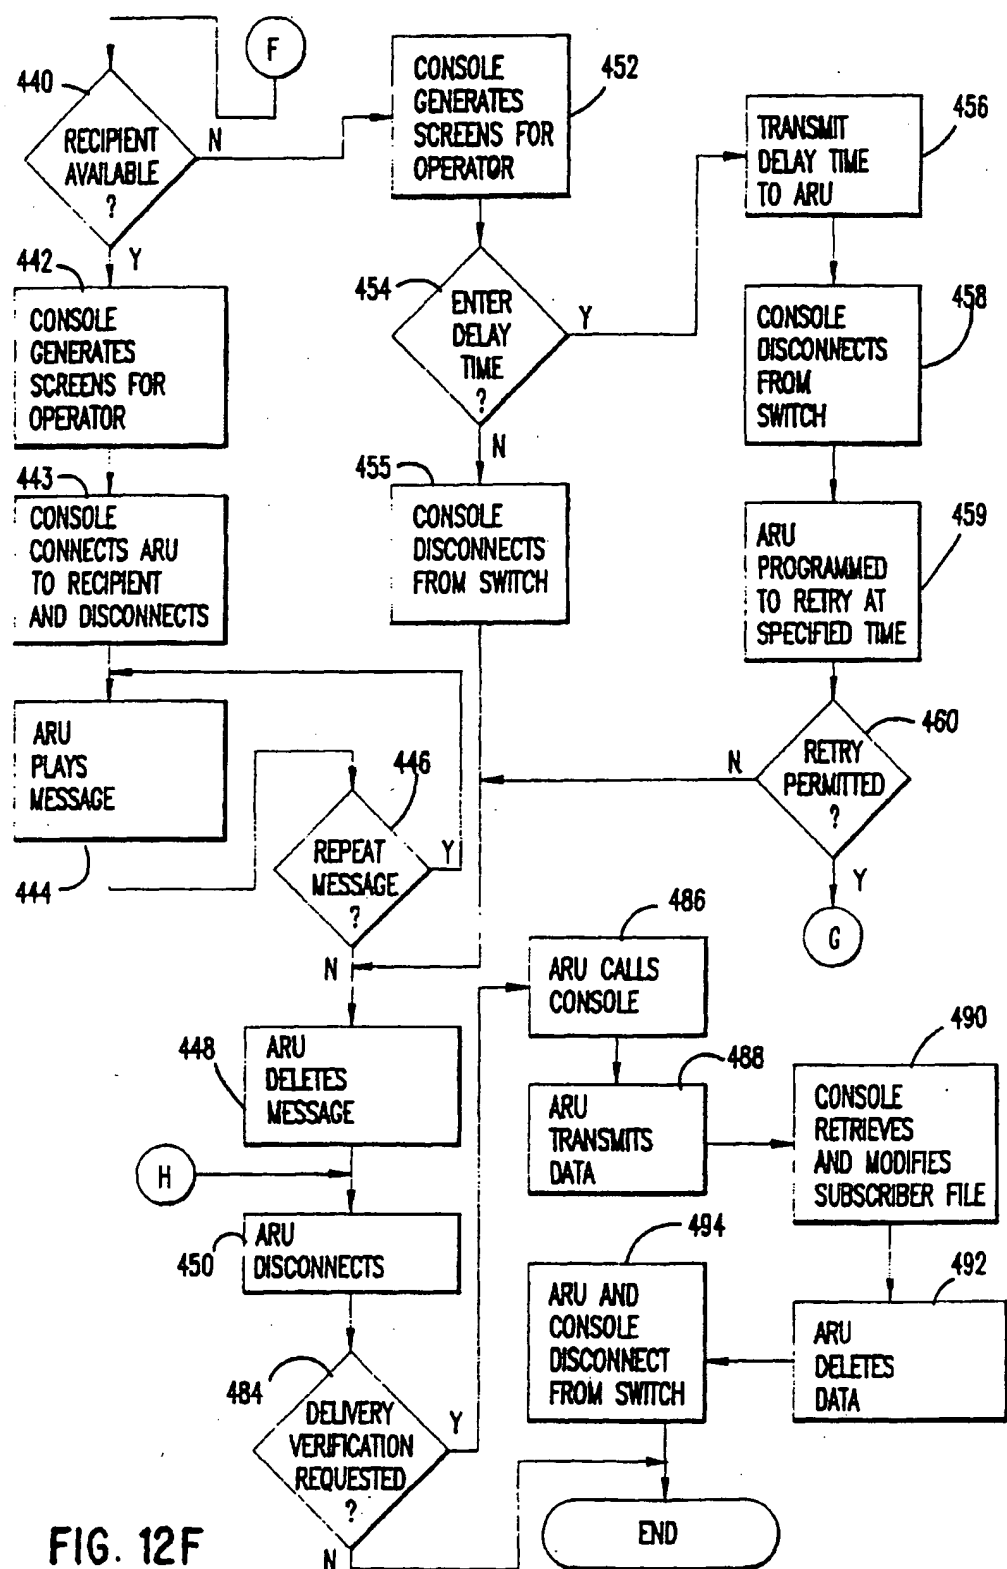 F
440
RECIPIENT
AVAILABLE
?
N
Y
CONSOLE
GENERATES
SCREENS FOR
OPERATOR
452
TRANSMIT
DELAY TIME
TO ARU
456
442
CONSOLE
GENERATES
SCREENS FOR
OPERATOR
454
ENTER
DELAY
TIME
?
Y
N
CONSOLE
DISCONNECTS
FROM
SWITCH
458
443
CONSOLE
CONNECTS ARU
TO RECIPIENT
AND DISCONNECTS
455
CONSOLE
DISCONNECTS
FROM SWITCH
ARU
PROGRAMMED
TO RETRY AT
SPECIFIED TIME
459
ARU
PLAYS
MESSAGE
444
446
REPEAT
MESSAGE
?
Y
N
460
RETRY
PERMITTED
?
N
Y
G
486
ARU CALLS
CONSOLE
448
ARU
DELETES
MESSAGE
488
ARU
TRANSMITS
DATA
490
CONSOLE
RETRIEVES
AND MODIFIES
SUBSCRIBER FILE
H
450
ARU
DISCONNECTS
494
ARU AND
CONSOLE
DISCONNECT
FROM SWITCH
492
ARU
DELETES
DATA
484
DELIVERY
VERIFICATION
REQUESTED
?
Y
N
END
FIG. 12F